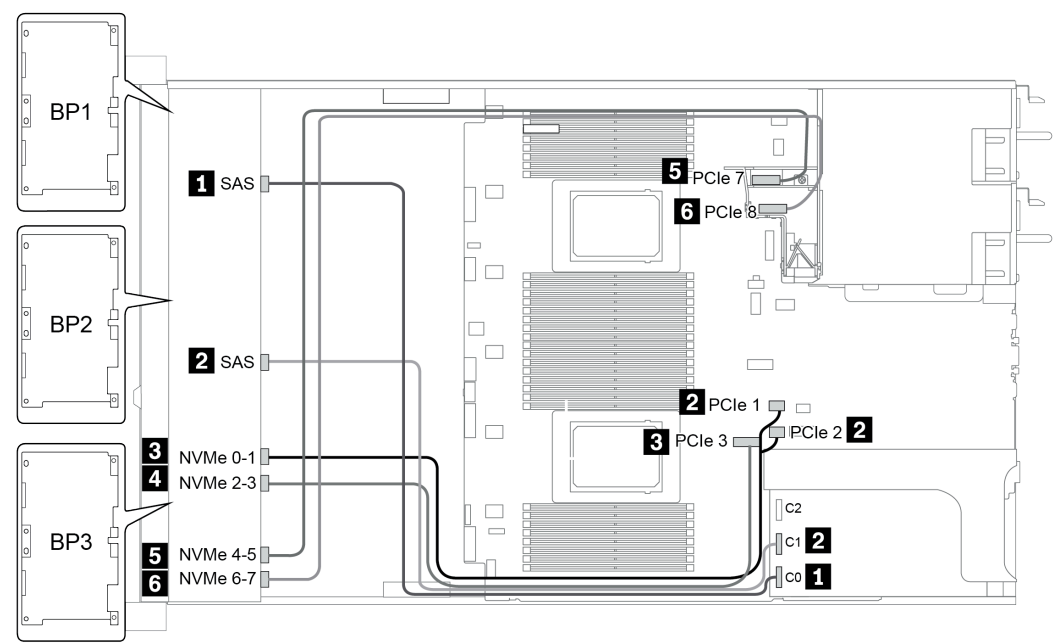 BP1
1 SAS
5 PCIe 7
6 PCIe 8
BP2
2 SAS
2 PCIe 1
PCIe 2 2
3 PCIe 3
3 NVMe 0-1
4 NVMe 2-3
C2
BP3
C1 2
5 NVMe 4-5
6 NVMe 6-7
C0 1